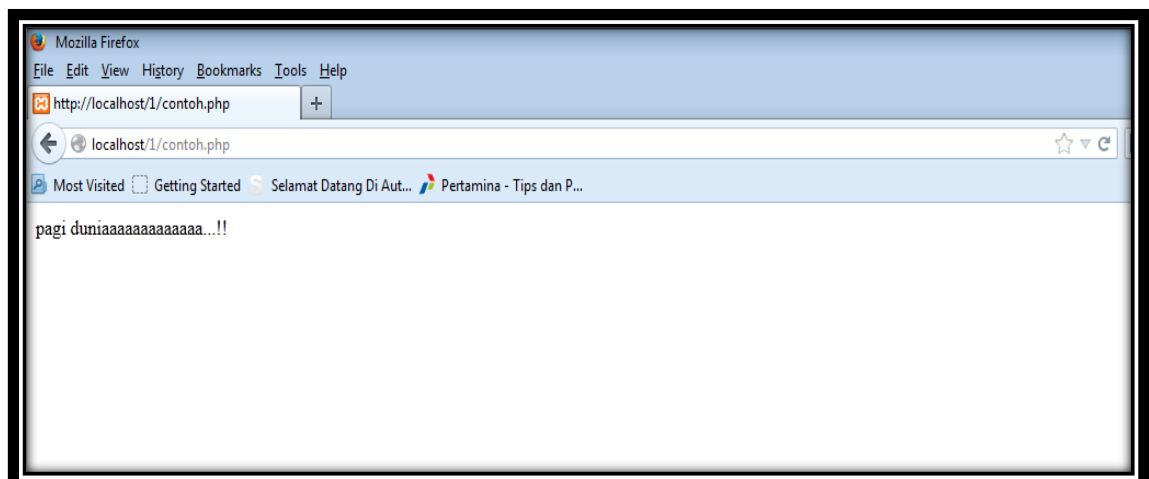 Mozilla Firefox
File Edit View History Bookmarks Tools Help
http://localhost/1/contoh.php +
localhost/1/contoh.php
Most Visited Getting Started Selamat Datang Di Aut... Pertamina - Tips dan P...
pagi duniaaaaaaaaaaaaa...!!